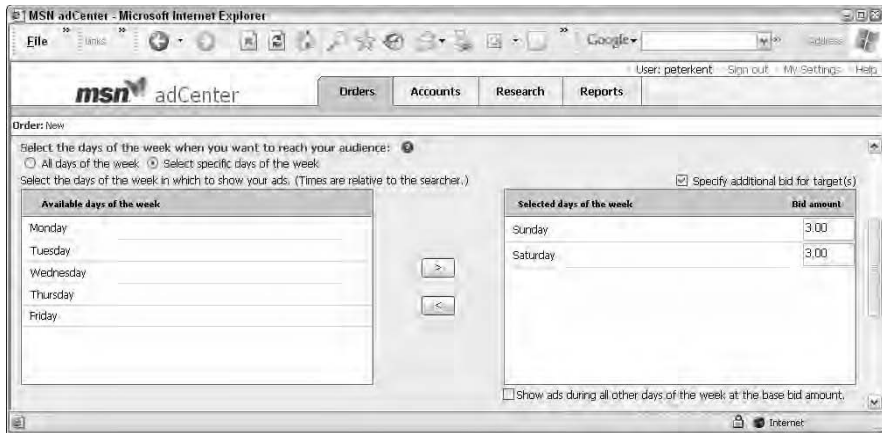 MSN adCenter - Microsoft Internet Explorer
File » Links » » Google » Address
User: peterkent Sign out My Settings Help
msn adCenter Orders Accounts Research Reports
Order: New
Select the days of the week when you want to reach your audience: ?
All days of the week Select specific days of the week
Select the days of the week in which to show your ads. (Times are relative to the searcher.) Specify additional bid for target(s)
Available days of the week Selected days of the week Bid amount
Monday Sunday 3.00
Tuesday Saturday 3.00
Wednesday > 
Thursday <
Friday
Show ads during all other days of the week at the base bid amount.
Internet